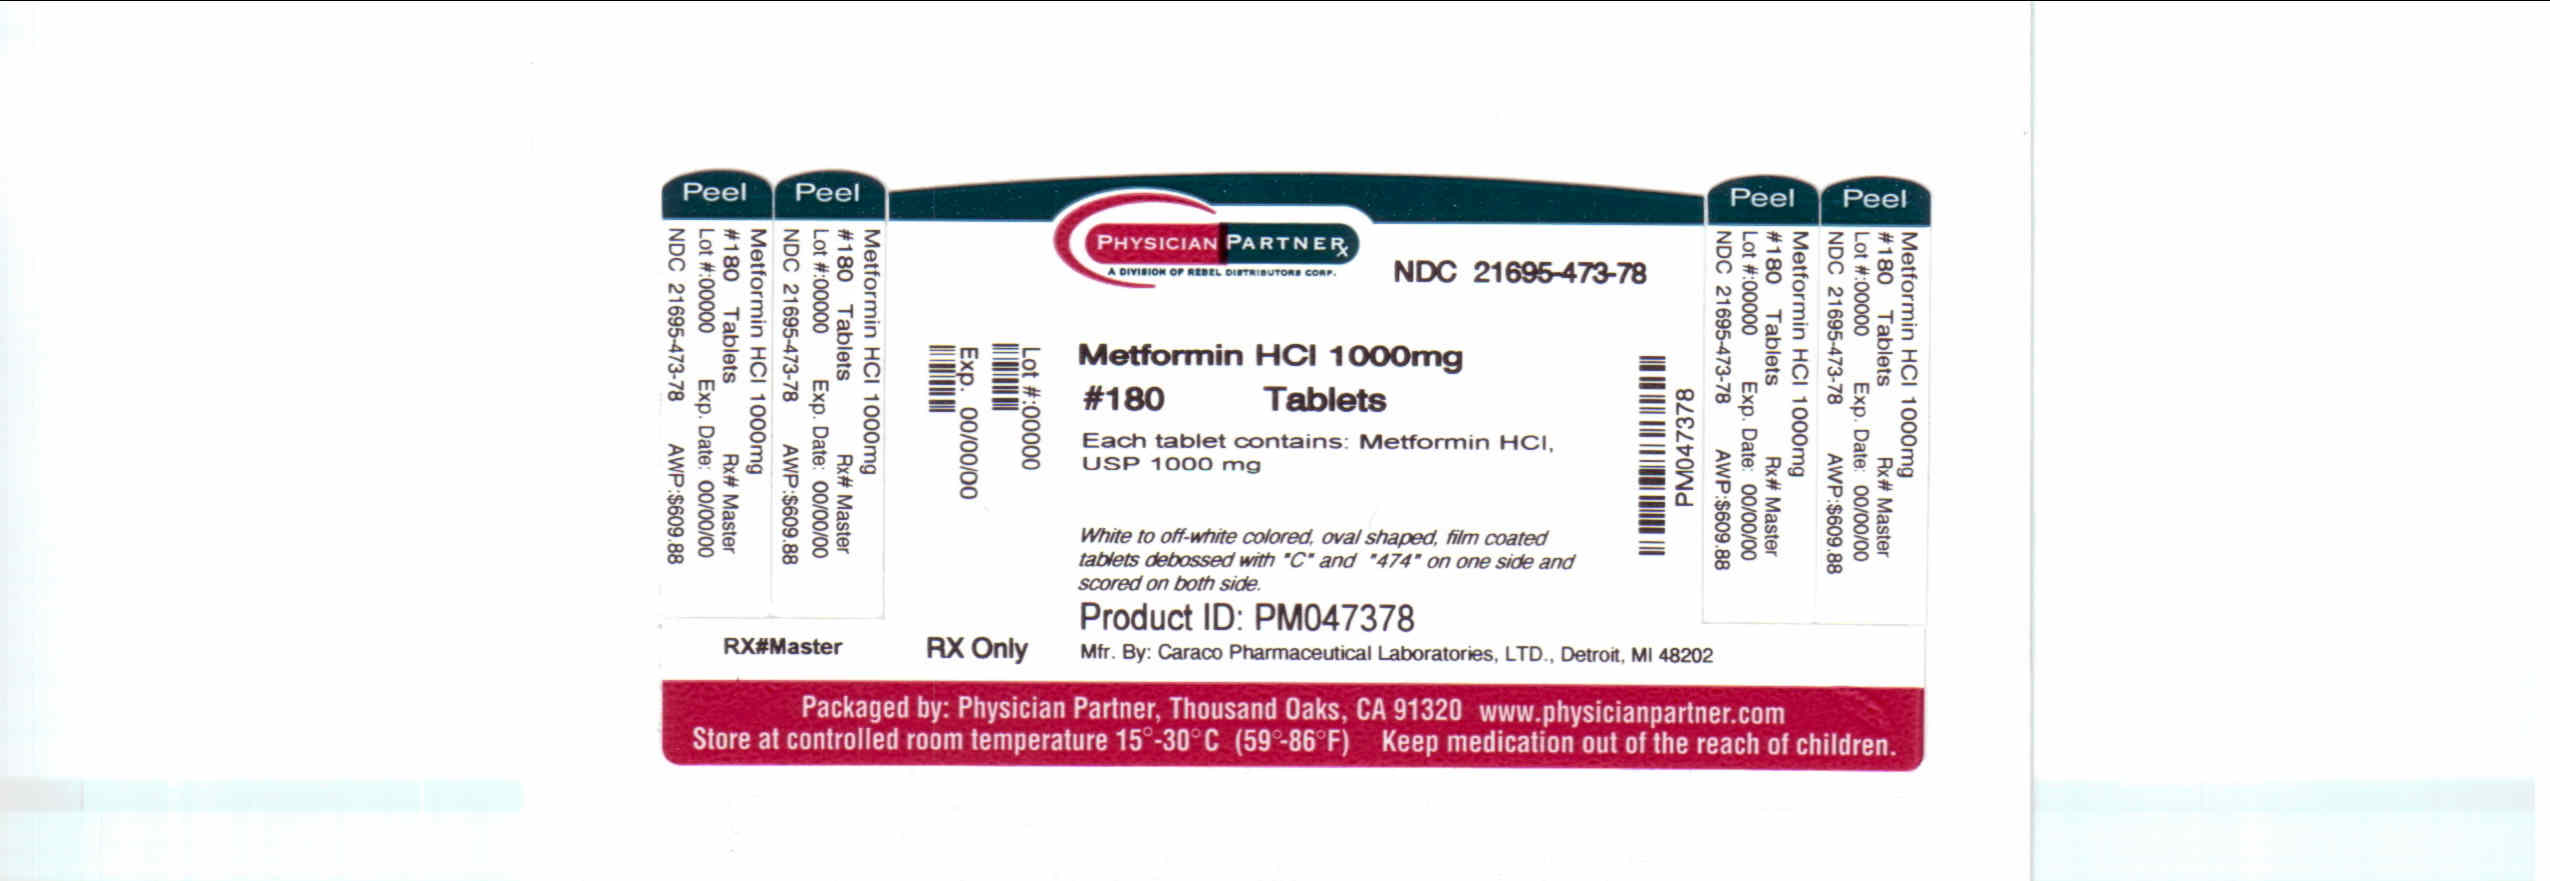 Peel
Metformin HCl 1000mg
#180 Tablets Rx# Master
Lot #:00000 Exp. Date: 00/00/00
NDC 21695-473-78 AWP:$609.88
Peel
Metformin HCl 1000mg
#180 Tablets Rx# Master
Lot #:00000 Exp. Date: 00/00/00
NDC 21695-473-78 AWP:$609.88
RX#Master
Lot #:00000
Exp. 00/00/00
RX Only
PHYSICIAN PARTNER Rx
A DIVISION OF REBEL DISTRIBUTORS CORP.
NDC 21695-473-78
Metformin HCl 1000mg
#180 Tablets
Each tablet contains: Metformin HCl,
USP 1000 mg
White to off-white colored, oval shaped, film coated
tablets debossed with "C" and "474" on one side and
scored on both side.
Product ID: PM047378
Mfr. By: Caraco Pharmaceutical Laboratories, LTD., Detroit, MI 48202
PM047378
Peel
Metformin HCl 1000mg
#180 Tablets Rx# Master
Lot #:00000 Exp. Date: 00/00/00
NDC 21695-473-78 AWP:$609.88
Peel
Metformin HCl 1000mg
#180 Tablets Rx# Master
Lot #:00000 Exp. Date: 00/00/00
NDC 21695-473-78 AWP:$609.88
Packaged by: Physician Partner, Thousand Oaks, CA 91320 www.physicianpartner.com
Store at controlled room temperature 15°-30°C (59°-86°F) Keep medication out of the reach of children.